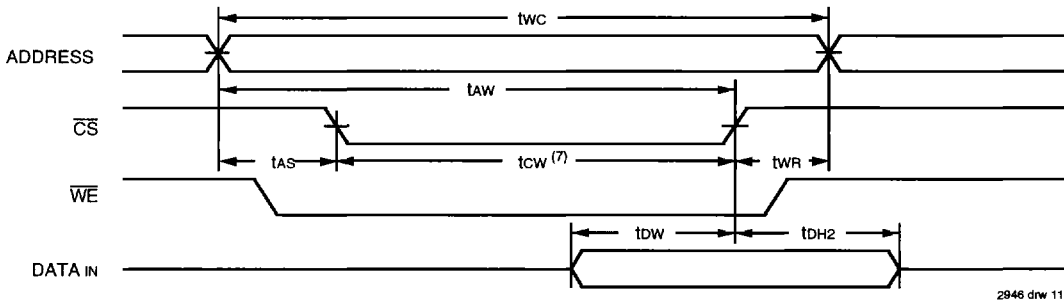 tWC
ADDRESS
tAW
CS
tAS
tCW (7)
tWR
WE
tDW
tDH2
DATA IN
2946 drw 11